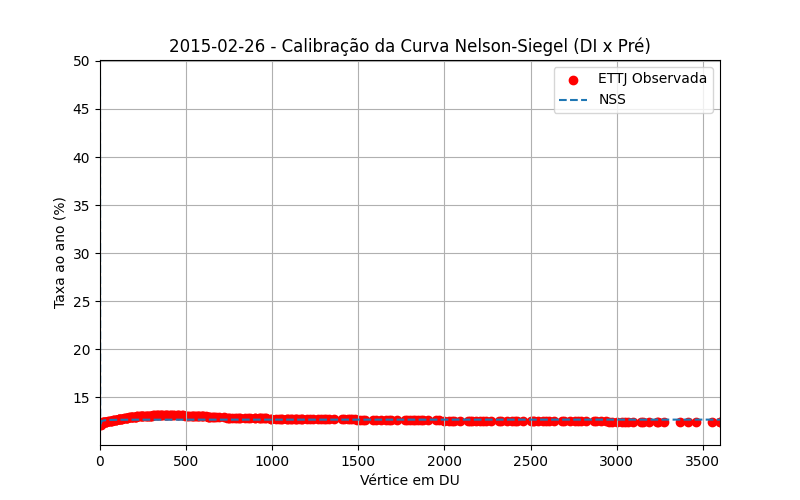 2015-02-26 - Calibração da Curva Nelson-Siegel (DI x Pré)
50
45
40
35
30
25
20
15
Taxa ao ano (%)
ETTJ Observada
NSS
0 500 1000 1500 2000 2500 3000 3500
Vértice em DU